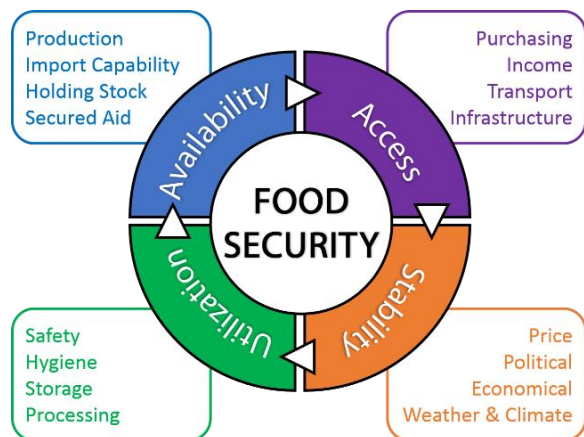 Production
Import Capability
Holding Stock
Secured Aid
Purchasing
Income
Transport
Infrastructure
Availability
Access
FOOD
SECURITY
Utilization
Stability
Safety
Hygiene
Storage
Processing
Price
Political
Economical
Weather & Climate